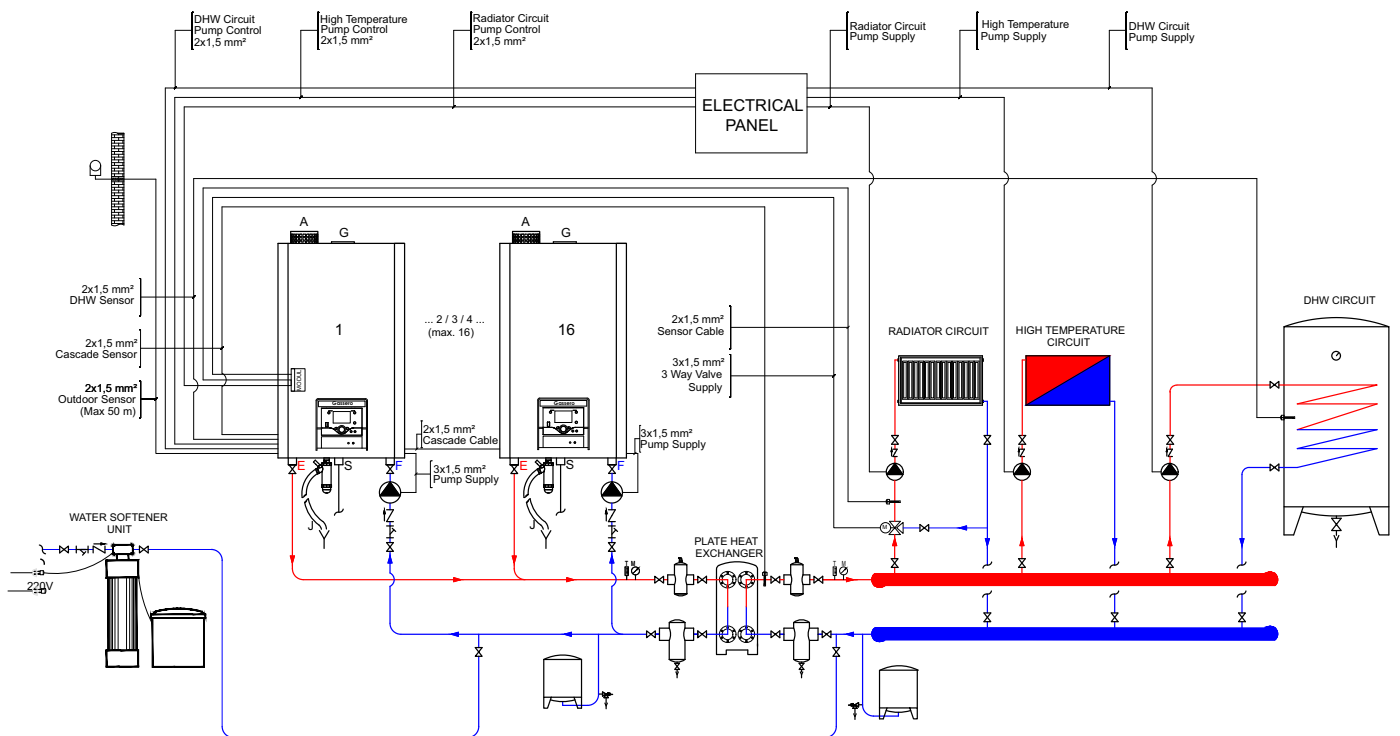 DHW Circuit
Pump Control
2x1,5 mm²
High Temperature
Pump Control
2x1,5 mm²
Radiator Circuit
Pump Control
2x1,5 mm²
Radiator Circuit
Pump Supply
High Temperature
Pump Supply
DHW Circuit
Pump Supply
ELECTRICAL
PANEL
A
G
A
G
2x1,5 mm²
DHW Sensor
2x1,5 mm²
Cascade Sensor
2x1,5 mm²
Outdoor Sensor
(Max 50 m)
1
... 2 / 3 / 4 ...
(max. 16)
16
MODÜL
Gassero
Gassero
2x1,5 mm²
Sensor Cable
3x1,5 mm²
3 Way Valve
Supply
RADIATOR CIRCUIT
HIGH TEMPERATURE
CIRCUIT
DHW CIRCUIT
2x1,5 mm²
Cascade Cable
3x1,5 mm²
Pump Supply
3x1,5 mm²
Pump Supply
E
S
F
E
S
F
J
J
M
WATER SOFTENER
UNIT
220V
PLATE HEAT
EXCHANGER
T M
T M